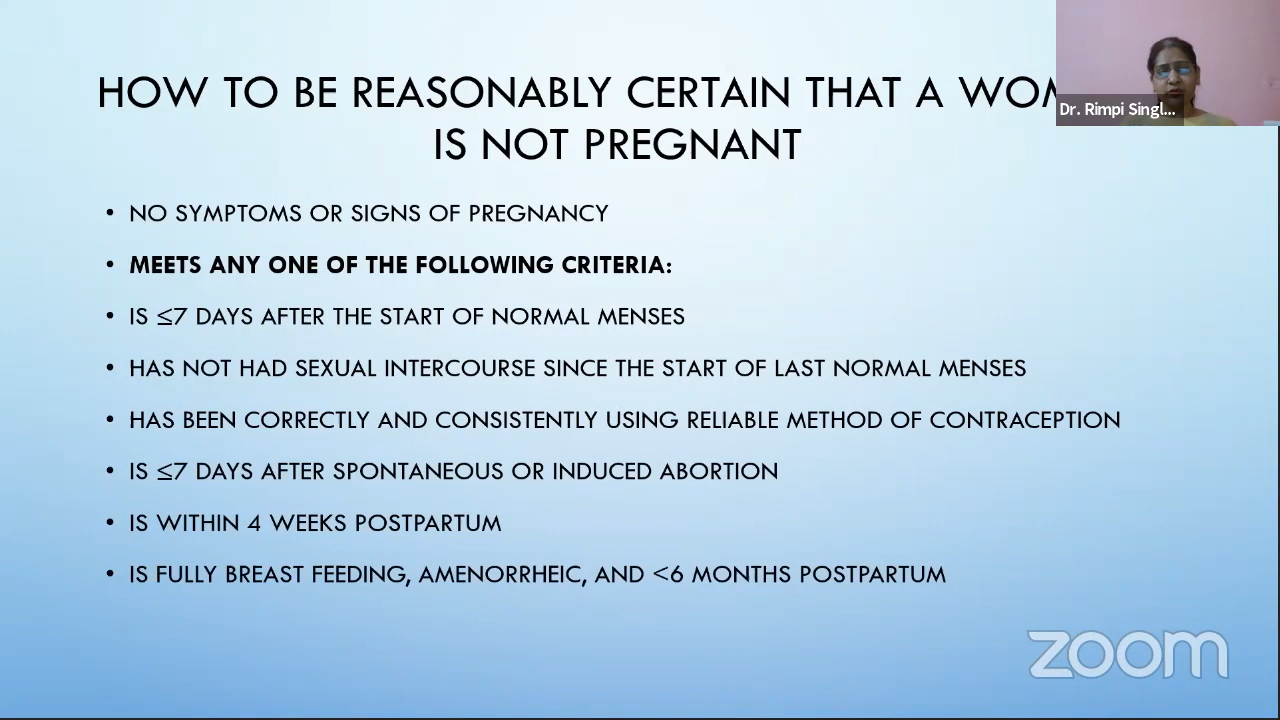 HOW TO BE REASONABLY CERTAIN THAT A
IS NOT PREGNANT
Dr. Rimpi Singl...
• NO SYMPTOMS OR SIGNS OF PREGNANCY
• MEETS ANY ONE OF THE FOLLOWING CRITERIA:
• IS ≤7 DAYS AFTER THE START OF NORMAL MENSES
• HAS NOT HAD SEXUAL INTERCOURSE SINCE THE START OF LAST NORMAL MENSES
• HAS BEEN CORRECTLY AND CONSISTENTLY USING RELIABLE METHOD OF CONTRACEPTION
• IS ≤7 DAYS AFTER SPONTANEOUS OR INDUCED ABORTION
• IS WITHIN 4 WEEKS POSTPARTUM
• IS FULLY BREAST FEEDING, AMENORRHEIC, AND <6 MONTHS POSTPARTUM
zoom